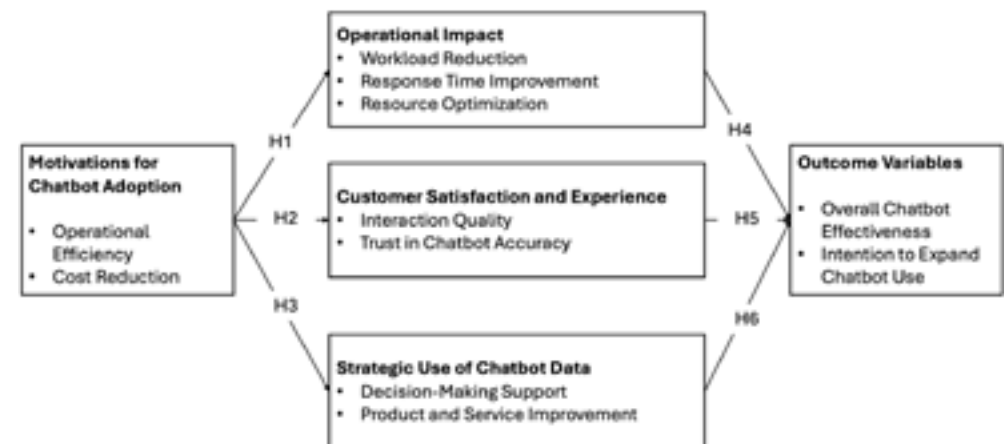 Operational Impact
• Workload Reduction
• Response Time Improvement
• Resource Optimization
H1
H4
Motivations for
Chatbot Adoption
• Operational
Efficiency
• Cost Reduction
H2
Customer Satisfaction and Experience
• Interaction Quality
• Trust in Chatbot Accuracy
H5
Outcome Variables
• Overall Chatbot
Effectiveness
• Intention to Expand
Chatbot Use
H3
H6
Strategic Use of Chatbot Data
• Decision-Making Support
• Product and Service Improvement